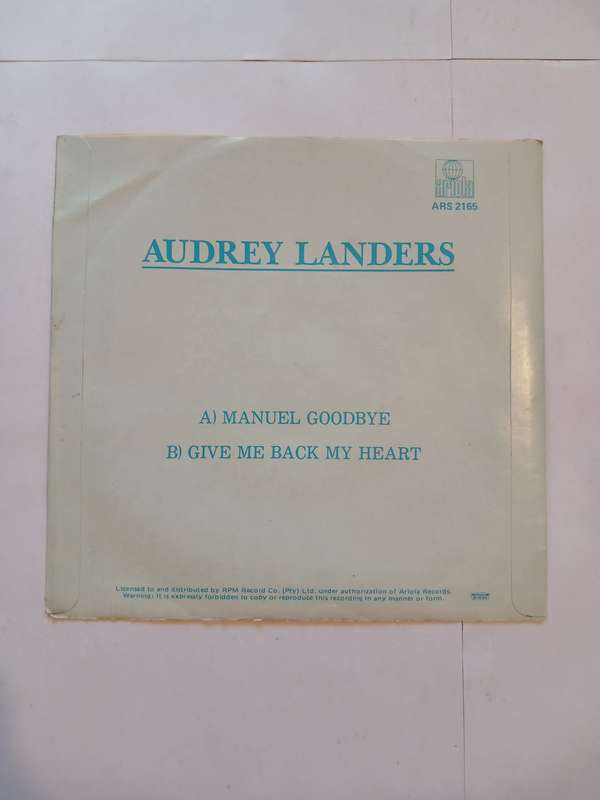 ariola
ARS 2165
AUDREY LANDERS
A) MANUEL GOODBYE
B) GIVE ME BACK MY HEART
Licensed to and distributed by RPM Record Co. (Pty) Ltd. under authorization of Ariola Records.
Warning: It is expressly forbidden to copy or reproduce this recording in any manner or form.